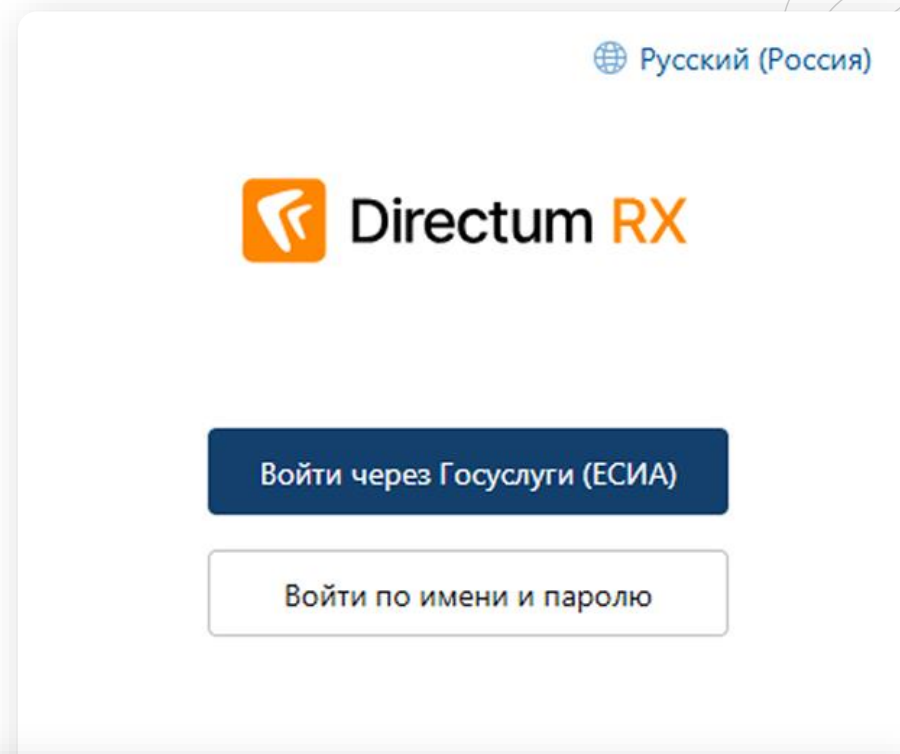 Русский (Россия)
Directum RX
Войти через Госуслуги (ЕСИА)
Войти по имени и паролю